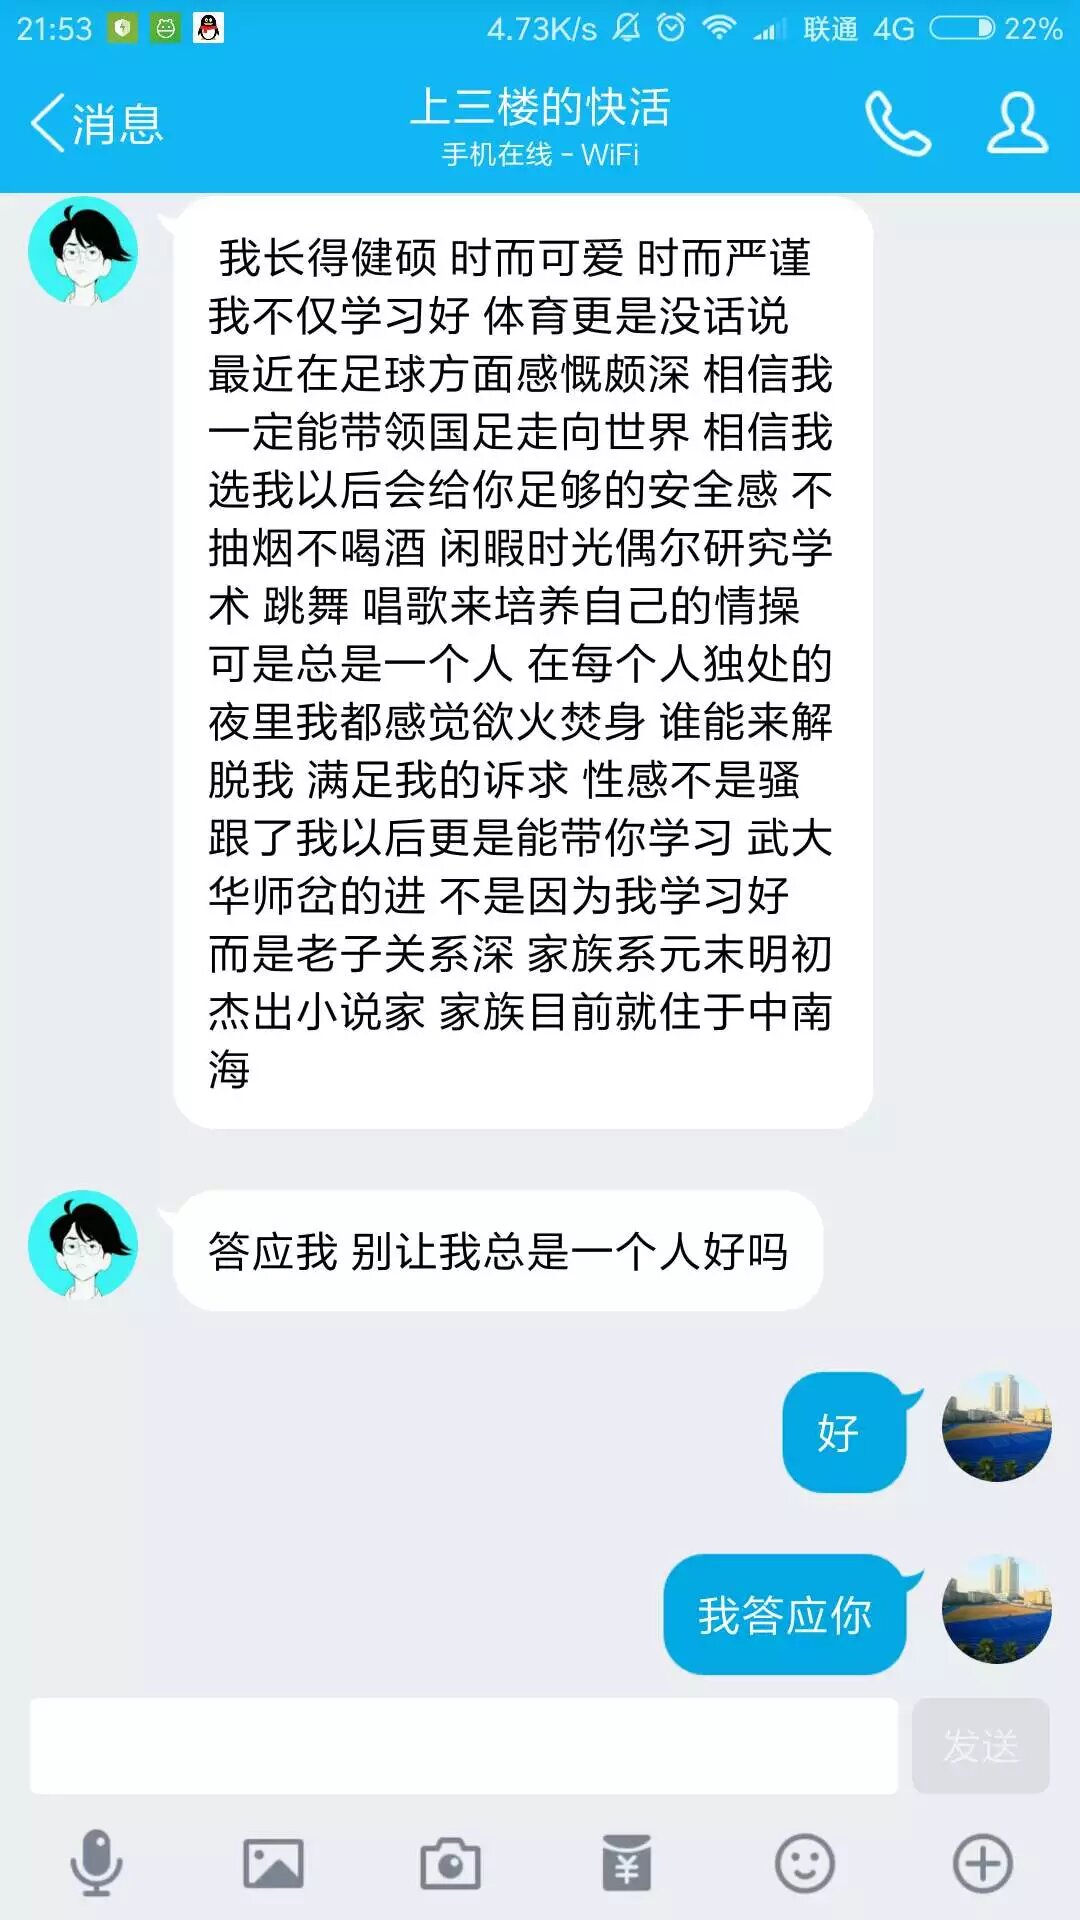 21:53 4.73K/s 联通 4G 22%
消息
上三楼的快活
手机在线 - WiFi
我长得健硕 时而可爱 时而严谨
我不仅学习好 体育更是没话说
最近在足球方面感慨颇深 相信我
一定能带领国足走向世界 相信我
选我以后会给你足够的安全感 不
抽烟不喝酒 闲暇时光偶尔研究学
术 跳舞 唱歌来培养自己的情操
可是总是一个人 在每个人独处的
夜里我都感觉欲火焚身 谁能来解
脱我 满足我的诉求 性感不是骚
跟了我以后更是能带你学习 武大
华师岔的进 不是因为我学习好
而是老子关系深 家族系元末明初
杰出小说家 家族目前就住于中南
海
答应我 别让我总是一个人好吗
好
我答应你
发送